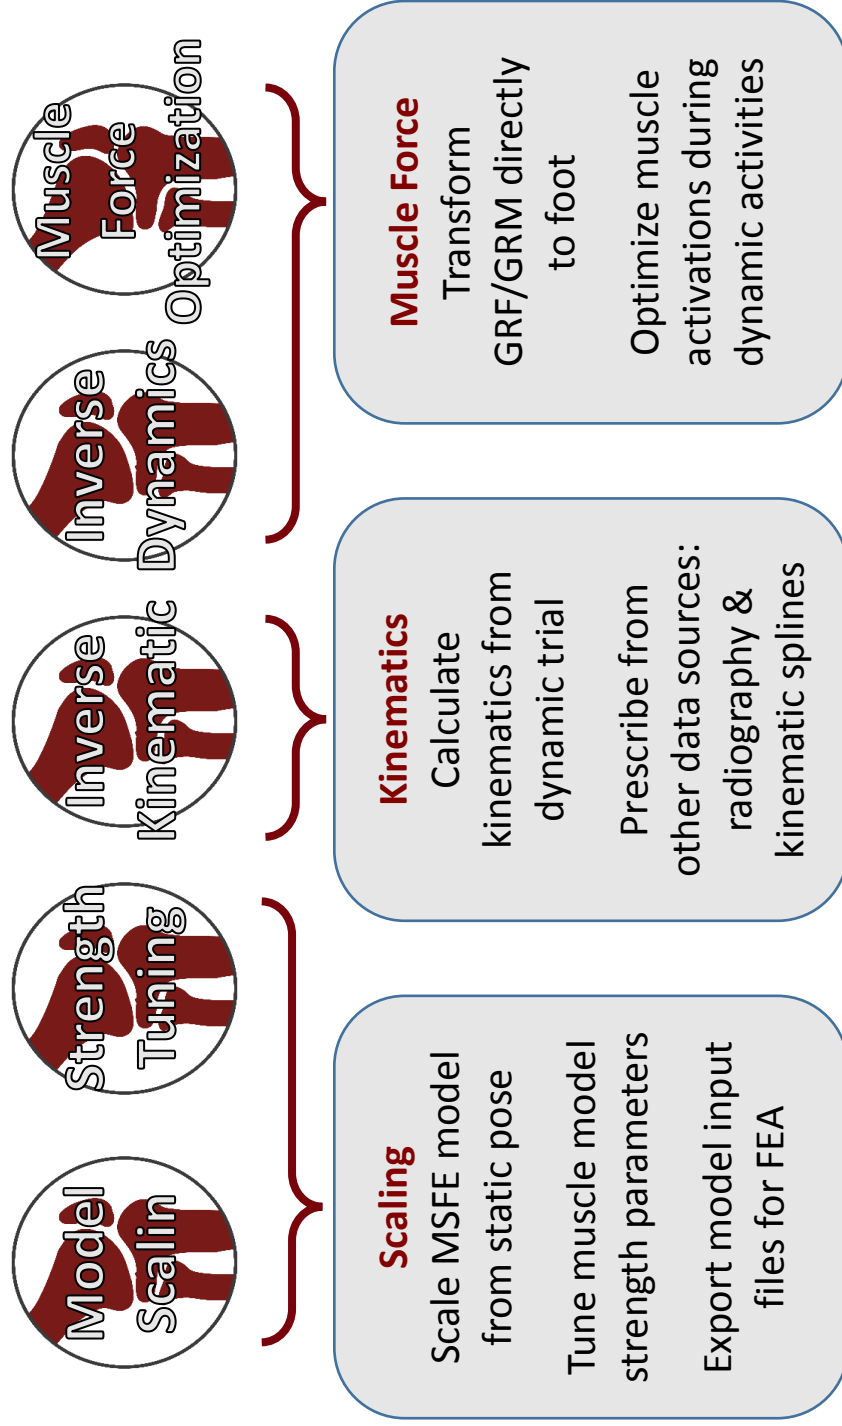 Model
Scalin
Strength
Tuning
Inverse
Kinematic
Inverse
Dynamics
Muscle
Force
Optimization
Scaling
Scale MSFE model
from static pose
Tune muscle model
strength parameters
Export model input
files for FEA
Kinematics
Calculate
kinematics from
dynamic trial
Prescribe from
other data sources:
radiography &
kinematic splines
Muscle Force
Transform
GRF/GRM directly
to foot
Optimize muscle
activations during
dynamic activities